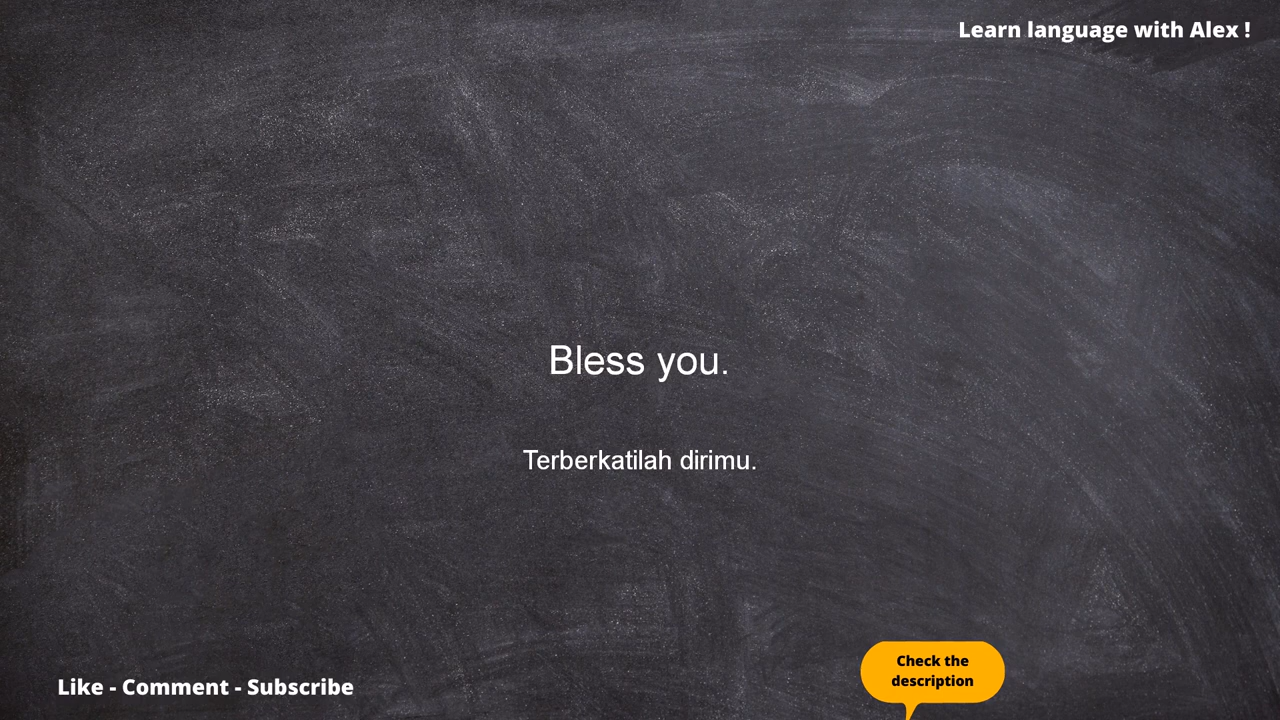 Learn language with Alex !
Bless you.
Terberkatilah dirimu.
Check the
description
Like - Comment - Subscribe